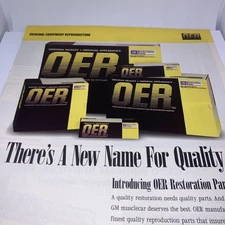 ORIGINAL EQUIPMENT REPRODUCTION
OER
OER
OER
OER
OER
OER
There's A New Name For Quality
Introducing OER Restoration Par
A quality restoration needs quality parts. And
GM musclecar deserves the best. OER manufa
finest quality reproduction parts that insure